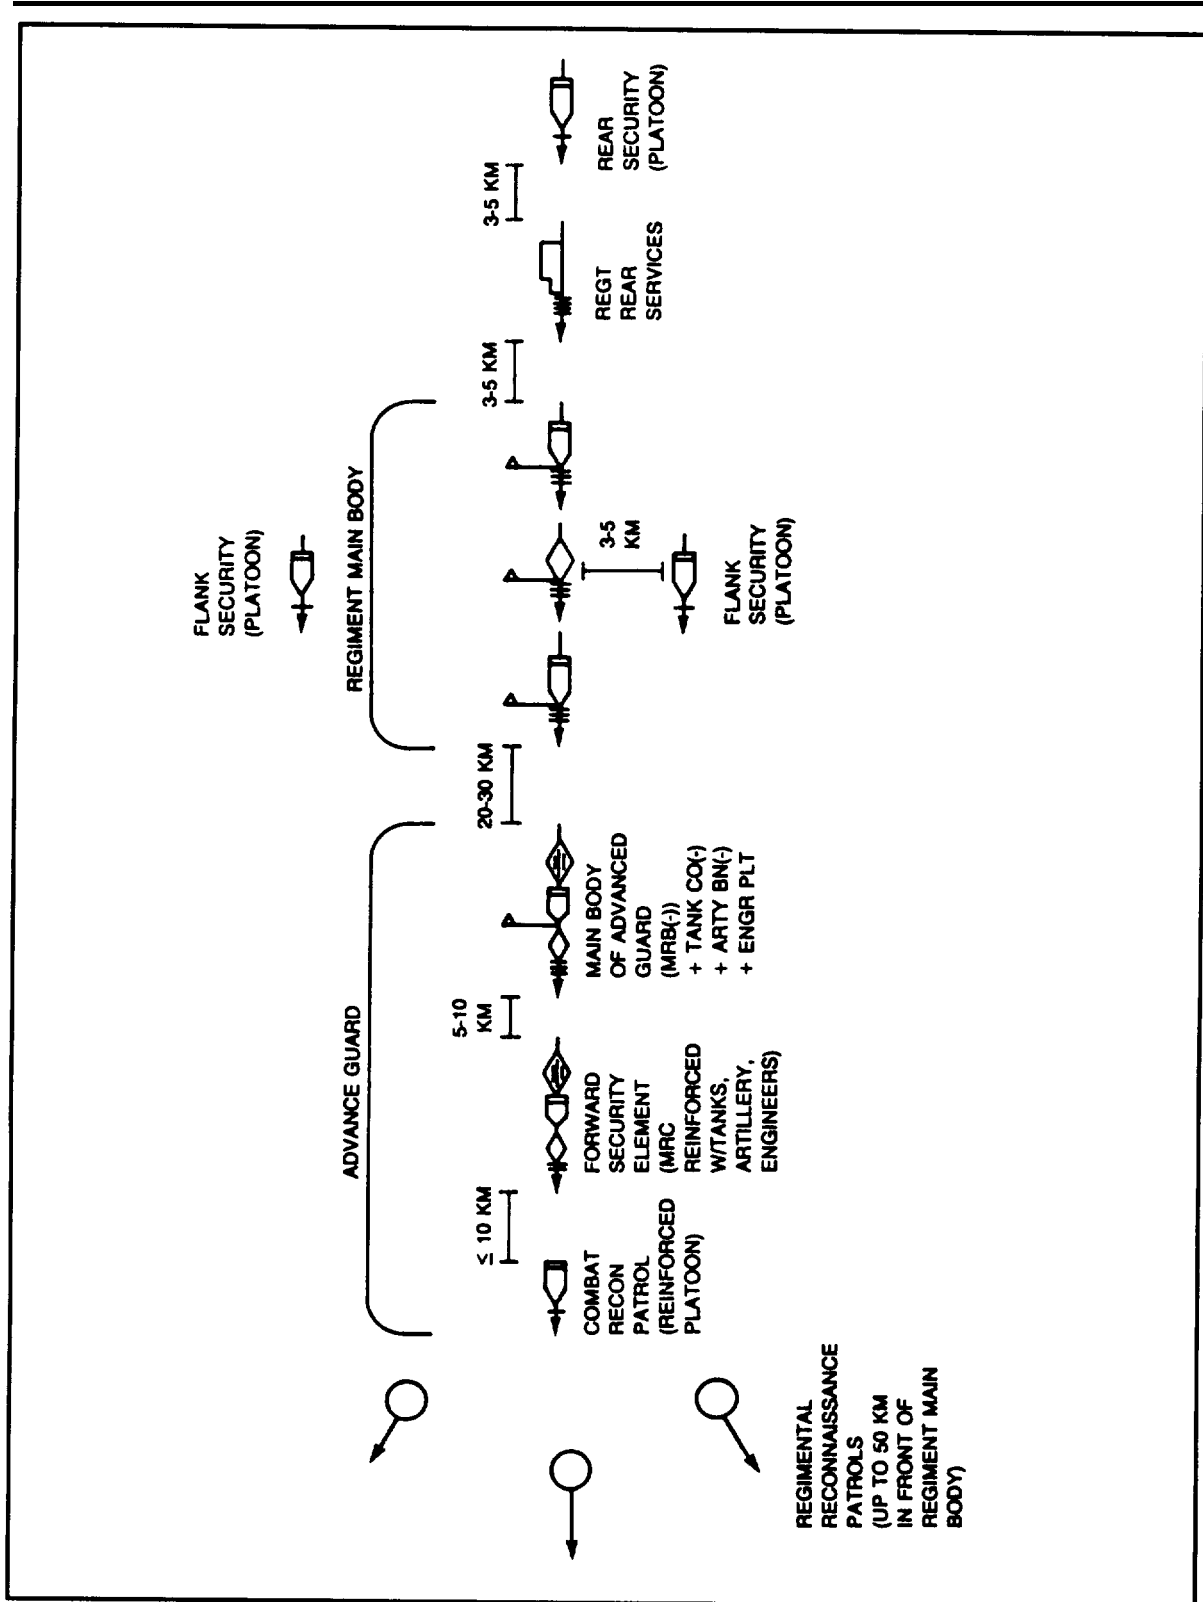 FLANK
SECURITY
(PLATOON)
ADVANCE GUARD
REGIMENT MAIN BODY
≤ 10 KM
5-10
KM
20-30 KM
3-5 KM
3-5 KM
COMBAT
RECON
PATROL
(REINFORCED
PLATOON)
FORWARD
SECURITY
ELEMENT
(MRC
REINFORCED
W/TANKS,
ARTILLERY,
ENGINEERS)
MAIN BODY
OF ADVANCED
GUARD
(MRB(-))
+ TANK CO(-)
+ ARTY BN(-)
+ ENGR PLT
3-5
KM
REGT
REAR
SERVICES
REAR
SECURITY
(PLATOON)
FLANK
SECURITY
(PLATOON)
REGIMENTAL
RECONNAISSANCE
PATROLS
(UP TO 50 KM
IN FRONT OF
REGIMENT MAIN
BODY)